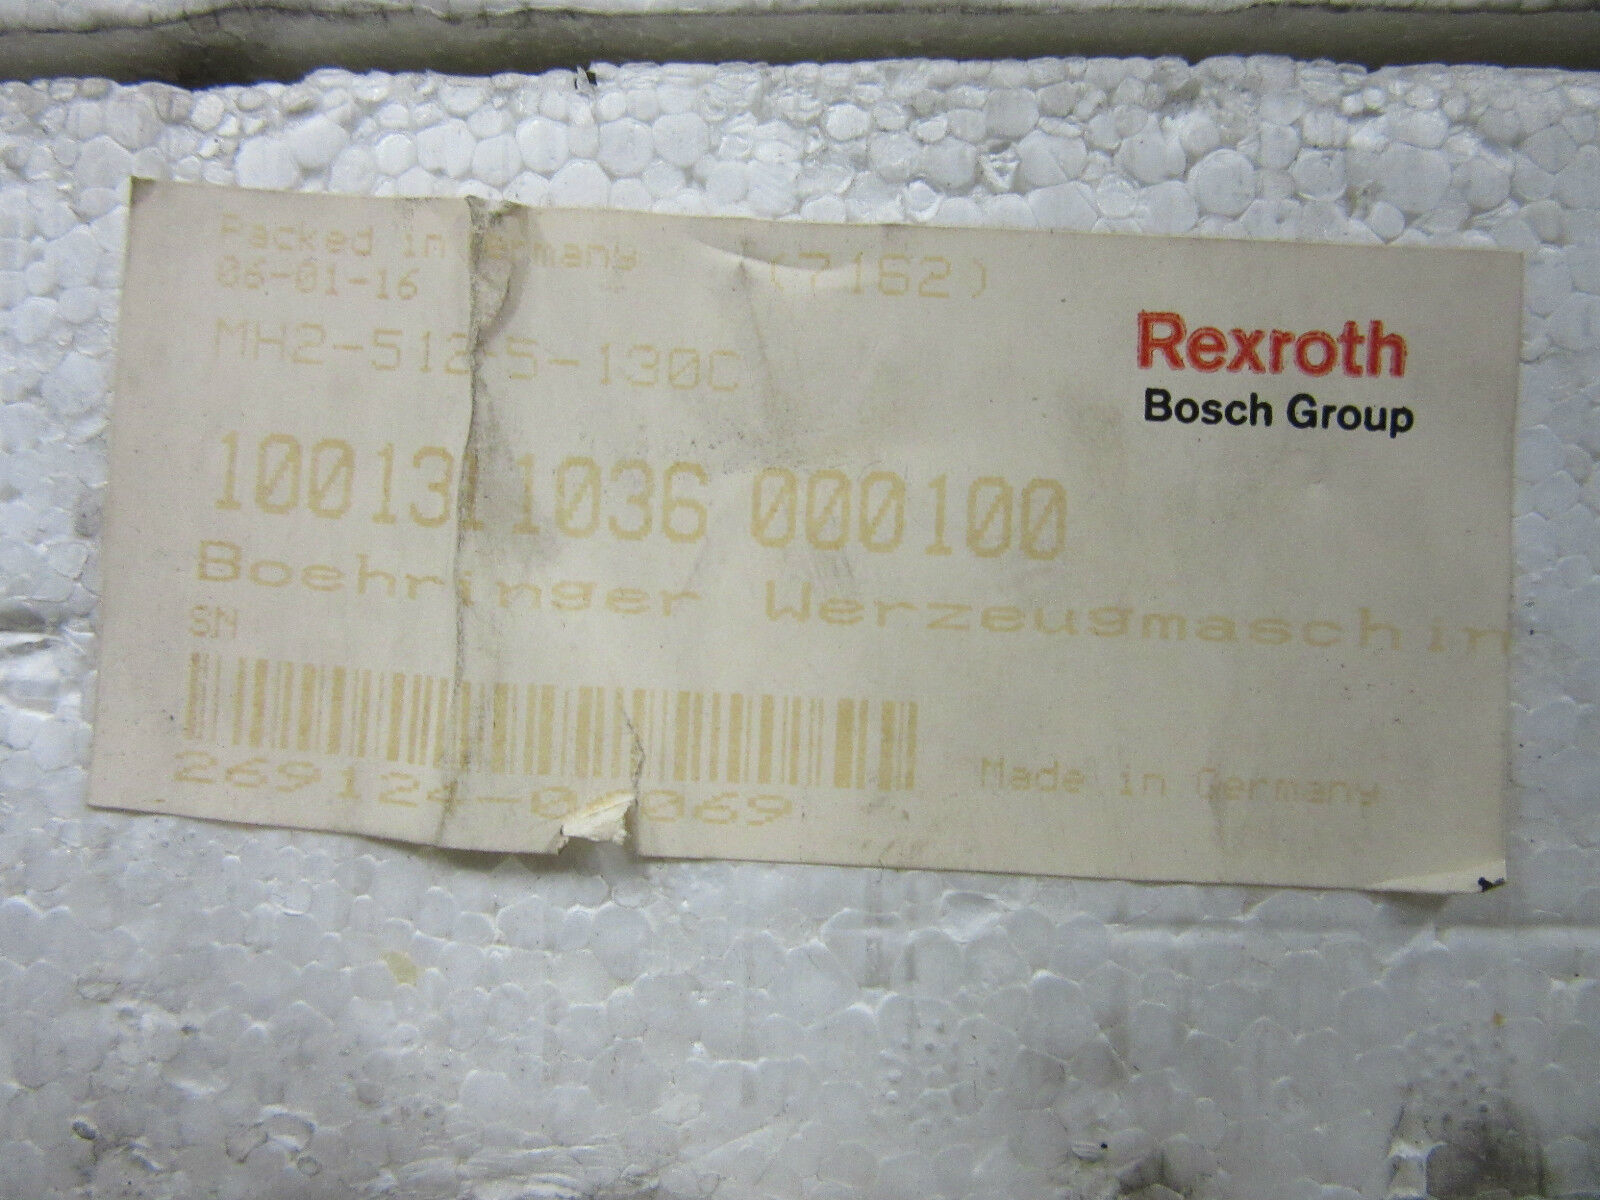 Packed in Germany (7162)
06-01-16
MH2-512-S-130C
Rexroth
Bosch Group
1001311036 000100
Boehringer Werzeugmaschin
SN
Made in Germany